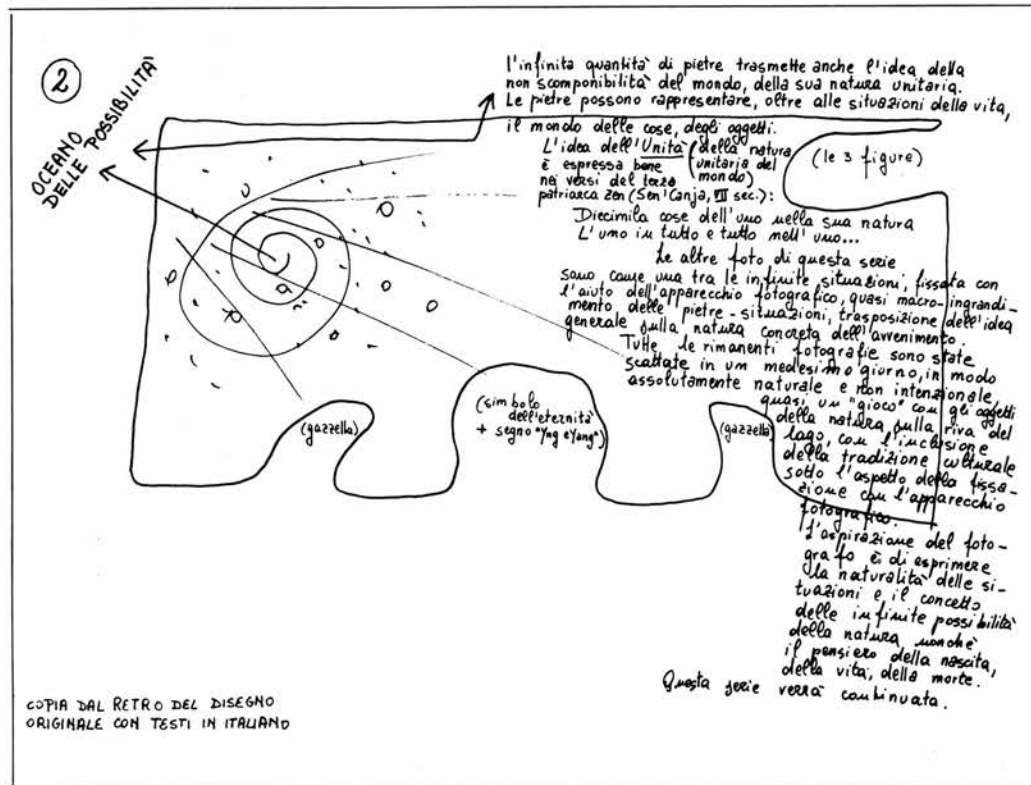 2
OCEANO
DELLE POSSIBILITÀ
l'infinita quantità di pietre trasmette anche l'idea della
non scomponibilità del mondo, della sua natura unitaria.
Le pietre possono rappresentare, oltre alle situazioni della vita,
il mondo delle cose, degli oggetti.
L'idea dell'Unità (della natura
è espressa bene unitaria del
nei versi del terzo mondo)
patriarca zen (Sen'Canja, VII sec.):
(le 3 figure)
Diecimila cose dell'uno nella sua natura
L'uno in tutto e tutto nell'uno...
Le altre foto di questa serie
sono come una tra le infinite situazioni, fissata con
l'aiuto dell'apparecchio fotografico, quasi macro-ingrandi-
mento delle pietre-situazioni, trasposizione dell'idea
generale sulla natura concreta dell'avvenimento.
Tutte le rimanenti fotografie sono state
scattate in un medesimo giorno, in modo
assolutamente naturale e non intenzionale,
quasi un "gioco" con gli oggetti
della natura sulla riva del
lago, con l'inclusione
della tradizione culturale
sotto l'aspetto della fissa-
zione con l'apparecchio
fotografico.
L'aspirazione del foto-
grafo è di esprimere
la naturalità delle si-
tuazioni e il concetto
delle infinite possibilità
della natura nonché
il pensiero della nascita,
della vita, della morte.
Questa serie verrà continuata.
(gazzella)
(simbolo
dell'eternità
+ segno "Yng e Yang")
(gazzella)
COPIA DAL RETRO DEL DISEGNO
ORIGINALE CON TESTI IN ITALIANO